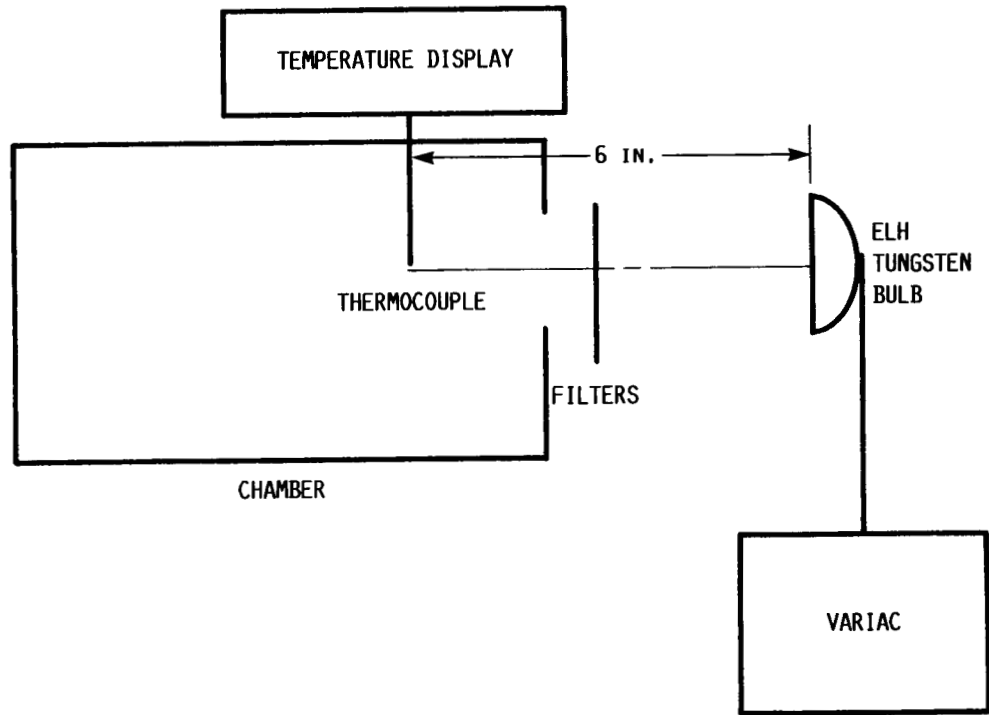 TEMPERATURE DISPLAY
6 IN.
ELH
TUNGSTEN
BULB
THERMOCOUPLE
FILTERS
CHAMBER
VARIAC